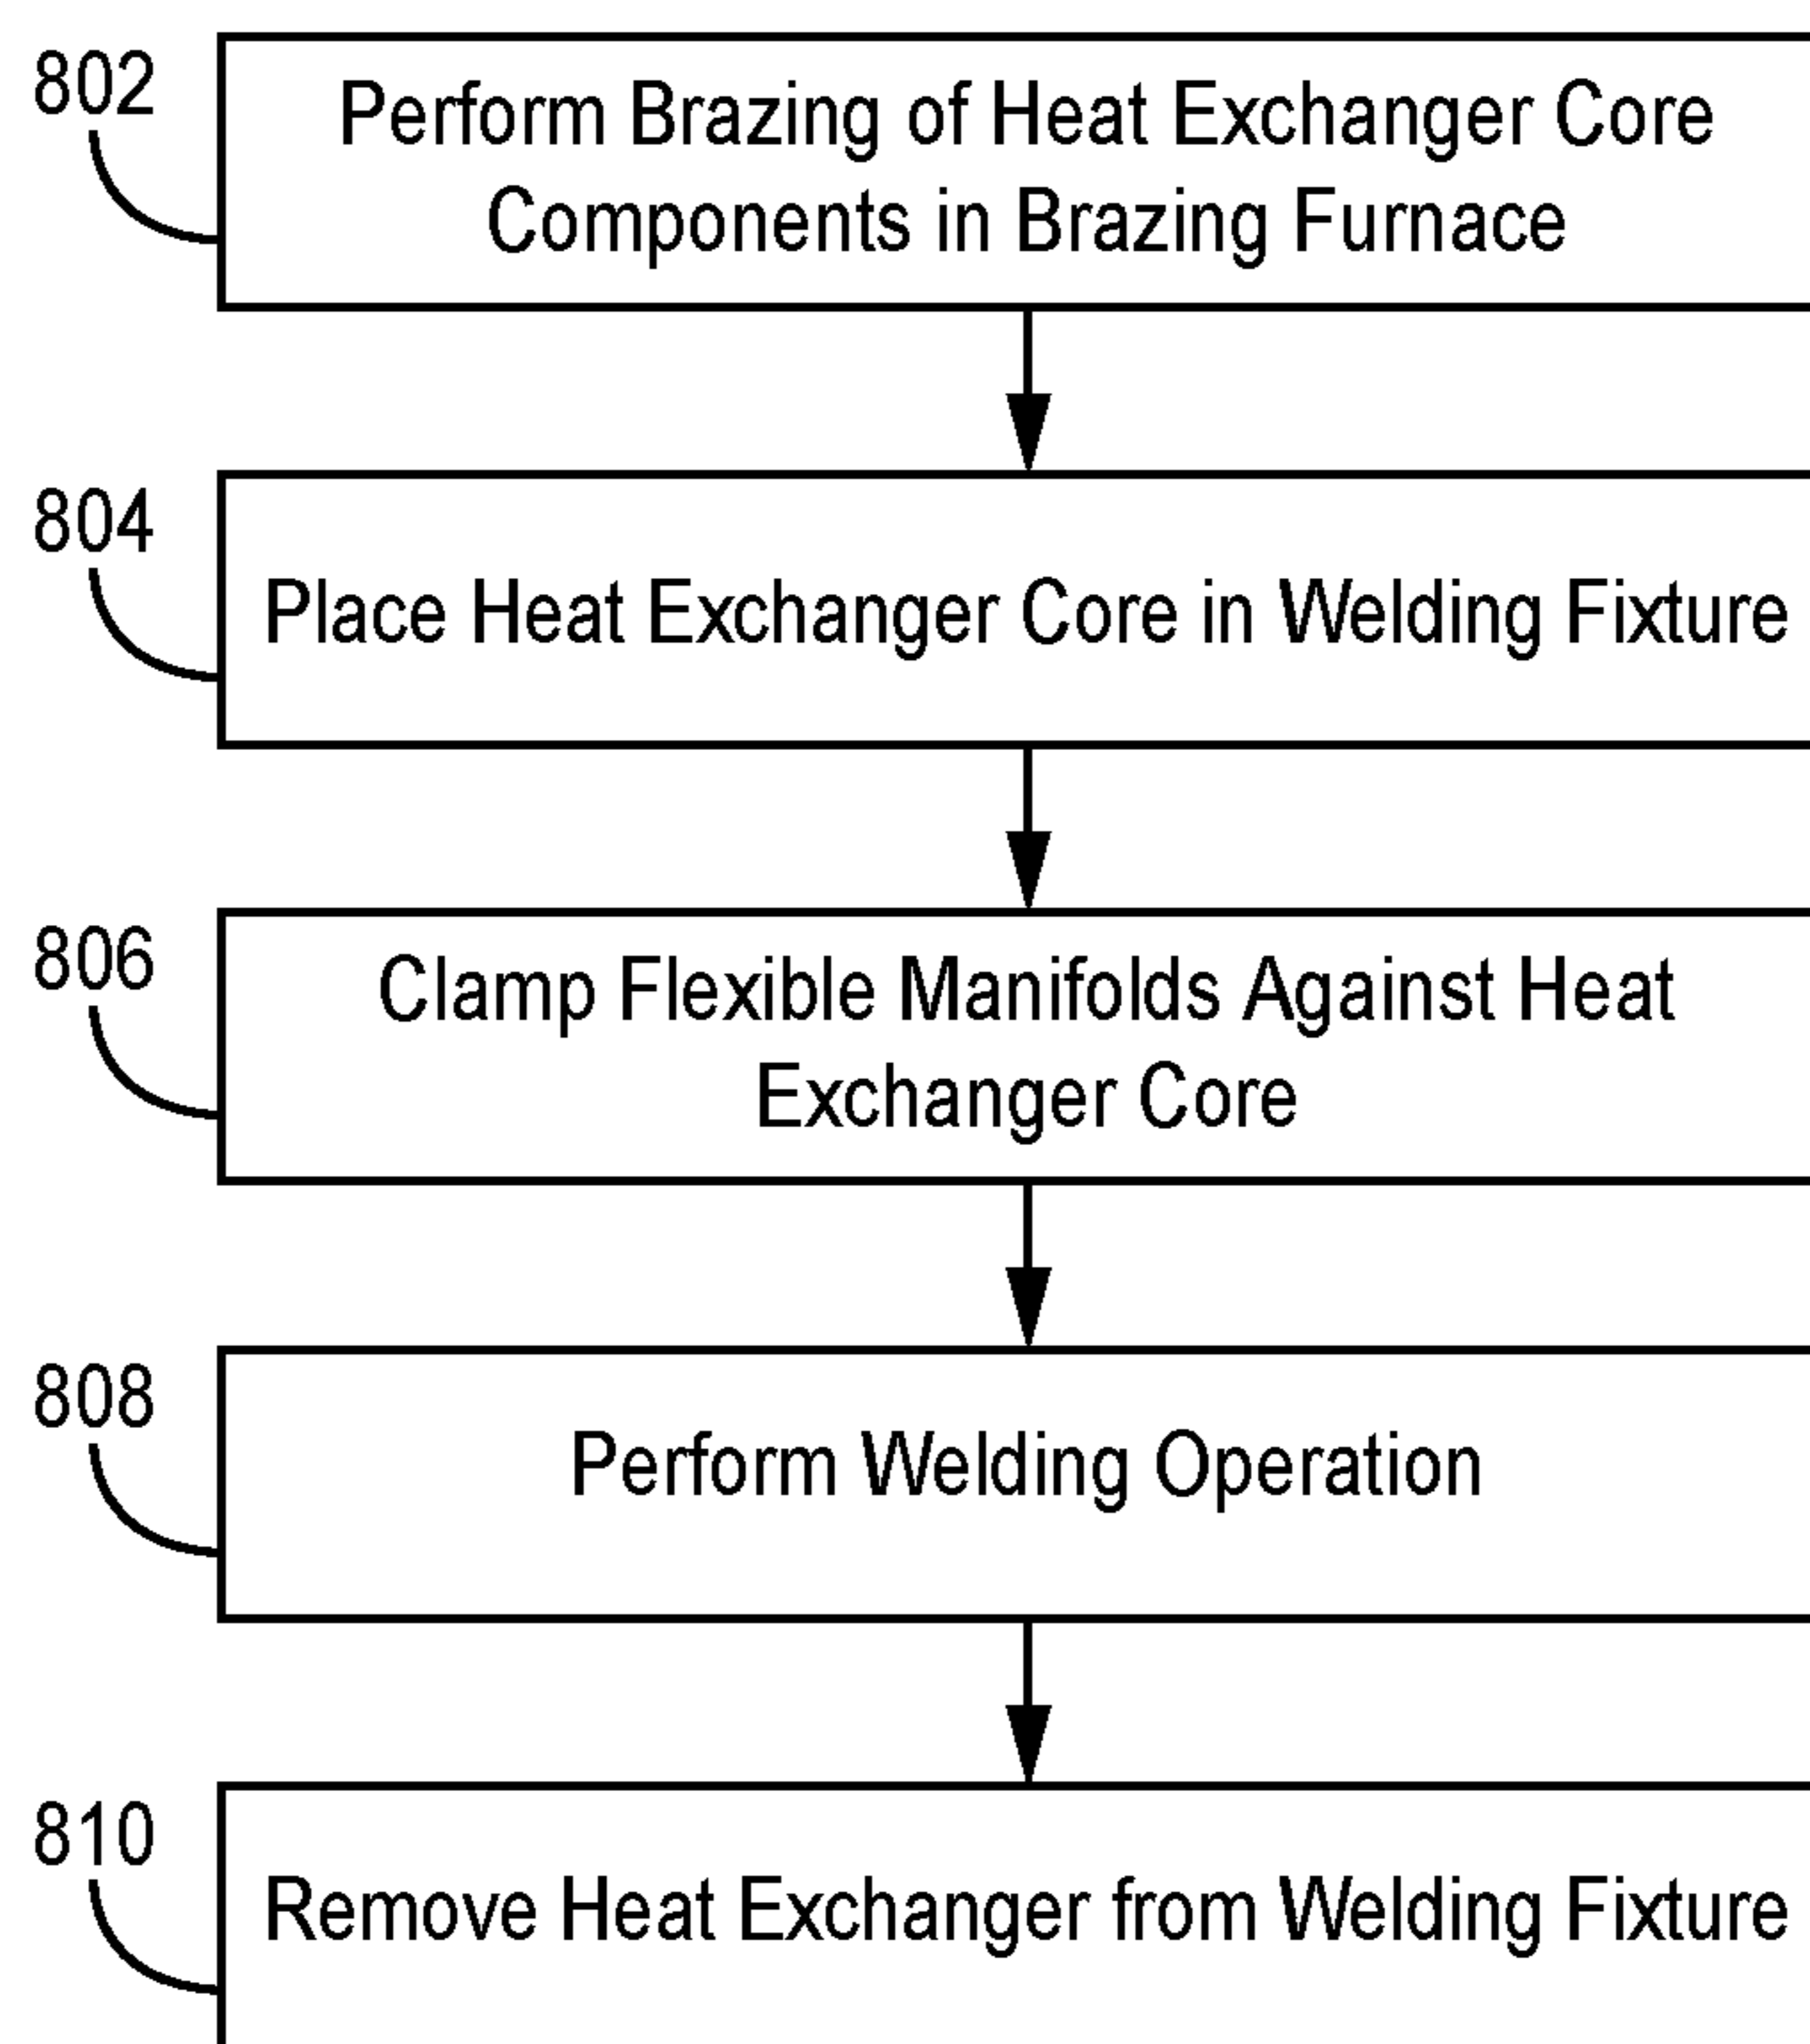 802
Perform Brazing of Heat Exchanger Core
Components in Brazing Furnace
804
Place Heat Exchanger Core in Welding Fixture
806
Clamp Flexible Manifolds Against Heat
Exchanger Core
808
Perform Welding Operation
810
Remove Heat Exchanger from Welding Fixture